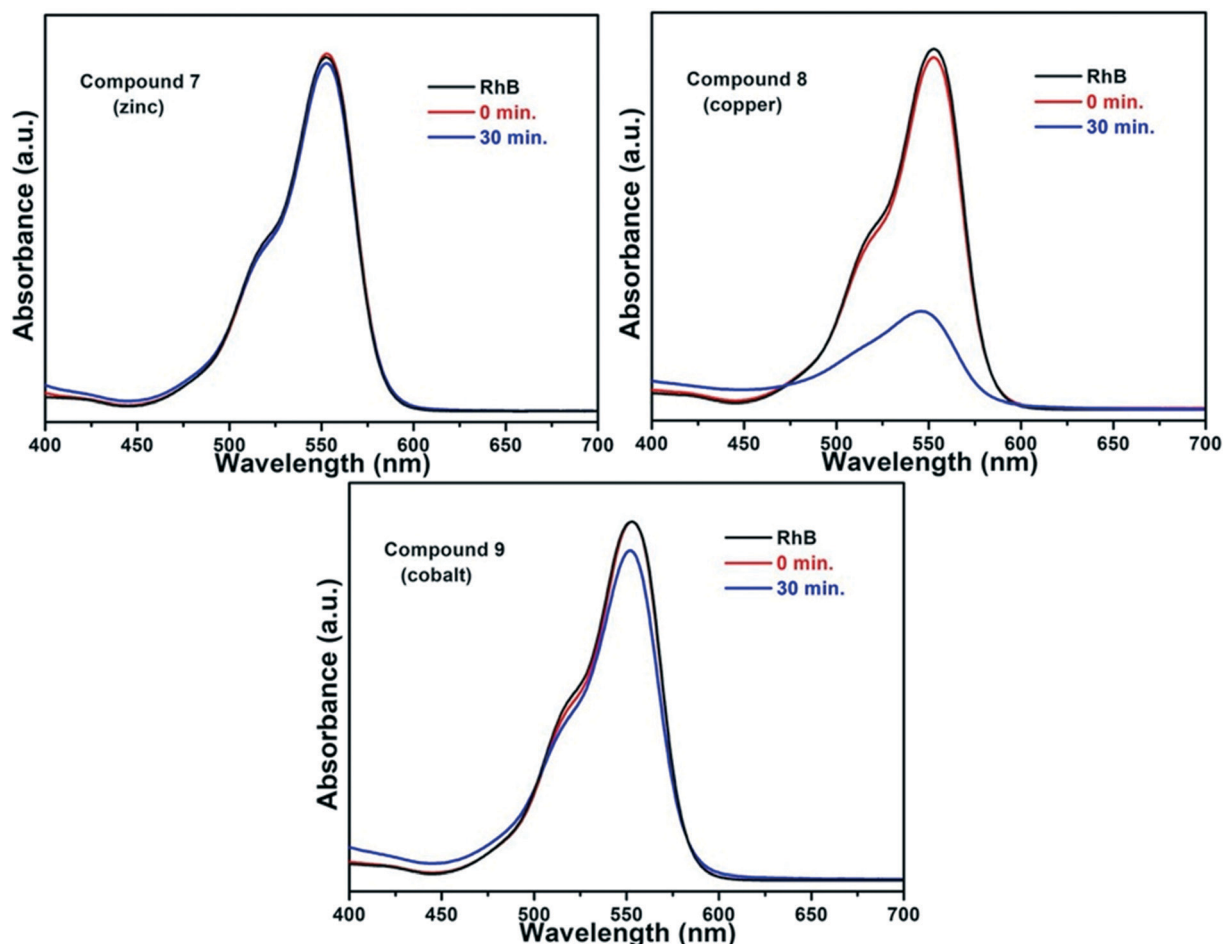 Compound 7
(zinc)
RhB
0 min.
30 min.
Absorbance (a.u.)
400 450 500 550 600 650 700
Wavelength (nm)
Compound 8
(copper)
RhB
0 min.
30 min.
Absorbance (a.u.)
400 450 500 550 600 650 700
Wavelength (nm)
Compound 9
(cobalt)
RhB
0 min.
30 min.
Absorbance (a.u.)
400 450 500 550 600 650 700
Wavelength (nm)